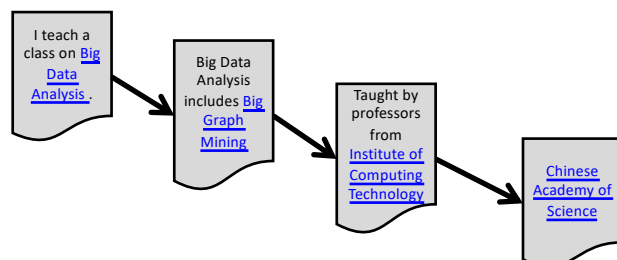 I teach a
class on Big
Data
Analysis .
Big Data
Analysis
includes Big
Graph
Mining
Taught by
professors
from
Institute of
Computing
Technology
Chinese
Academy of
Science